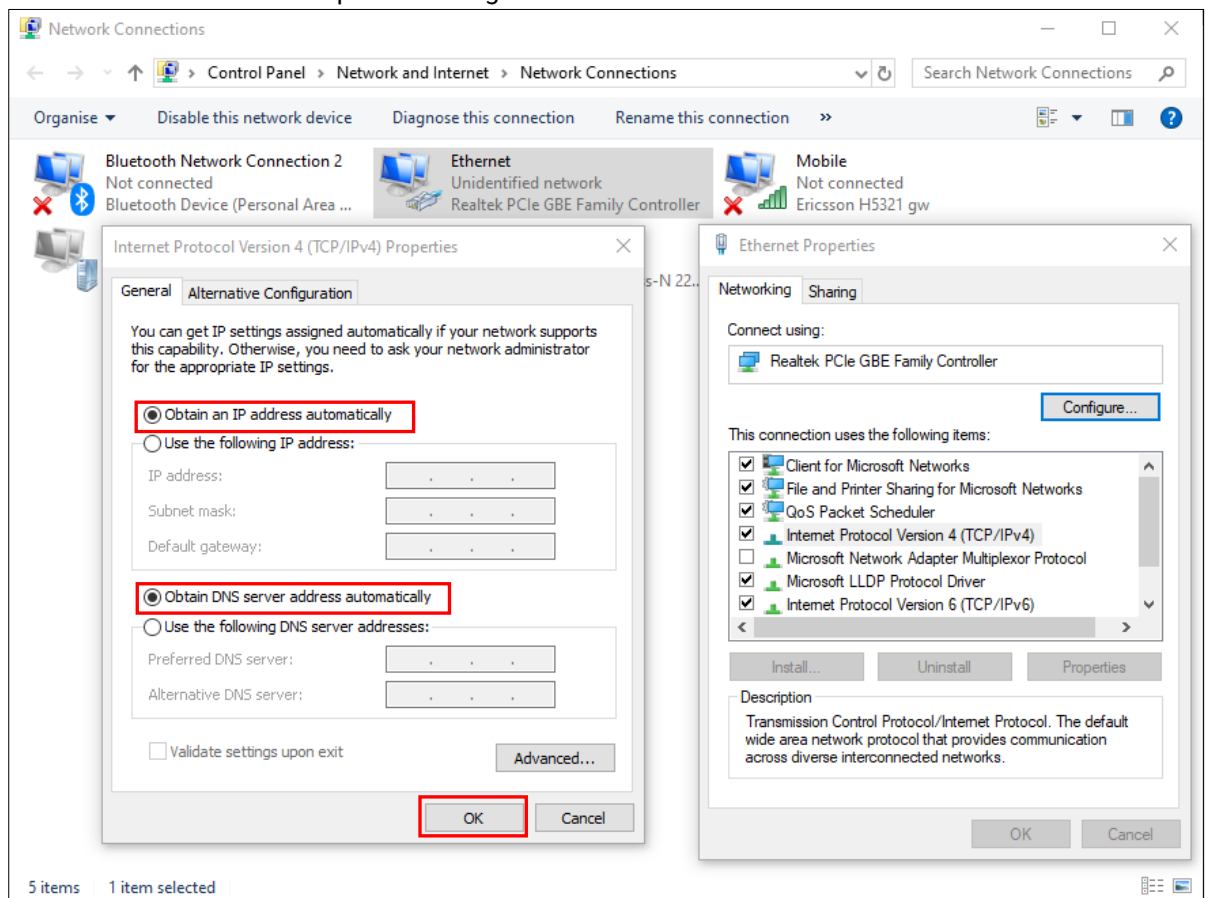 Network Connections
Control Panel > Network and Internet > Network Connections
Search Network Connections
Organise
Disable this network device
Diagnose this connection
Rename this connection
»
Bluetooth Network Connection 2
Not connected
Bluetooth Device (Personal Area ...
Ethernet
Unidentified network
Realtek PCIe GBE Family Controller
Mobile
Not connected
Ericsson H5321 gw
s-N 22..
Internet Protocol Version 4 (TCP/IPv4) Properties
General
Alternative Configuration
You can get IP settings assigned automatically if your network supports
this capability. Otherwise, you need to ask your network administrator
for the appropriate IP settings.
Obtain an IP address automatically
Use the following IP address:
IP address:
Subnet mask:
Default gateway:
Obtain DNS server address automatically
Use the following DNS server addresses:
Preferred DNS server:
Alternative DNS server:
Validate settings upon exit
Advanced...
OK
Cancel
Ethernet Properties
Networking
Sharing
Connect using:
Realtek PCIe GBE Family Controller
Configure...
This connection uses the following items:
Client for Microsoft Networks
File and Printer Sharing for Microsoft Networks
QoS Packet Scheduler
Internet Protocol Version 4 (TCP/IPv4)
Microsoft Network Adapter Multiplexor Protocol
Microsoft LLDP Protocol Driver
Internet Protocol Version 6 (TCP/IPv6)
Install...
Uninstall
Properties
Description
Transmission Control Protocol/Internet Protocol. The default
wide area network protocol that provides communication
across diverse interconnected networks.
OK
Cancel
5 items
1 item selected